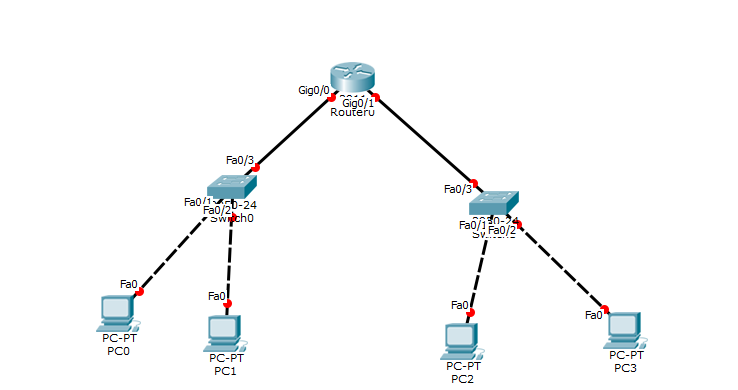 Gig0/0
Gig0/1
Router0
Fa0/3
Fa0/1
Fa0/2
Switch0
Fa0/3
Fa0/1
Fa0/2
Fa0
PC-PT
PC0
Fa0
PC-PT
PC1
Fa0
PC-PT
PC2
Fa0
PC-PT
PC3